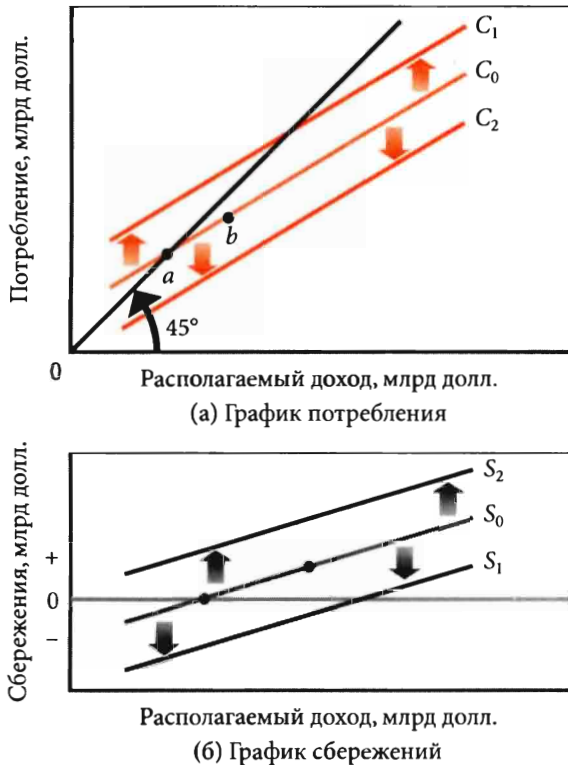 Потребление, млрд долл.
C1
C0
C2
b
a
45°
0
Располагаемый доход, млрд долл.
(а) График потребления
Сбережения, млрд долл.
S2
S0
S1
+
0
−
Располагаемый доход, млрд долл.
(б) График сбережений